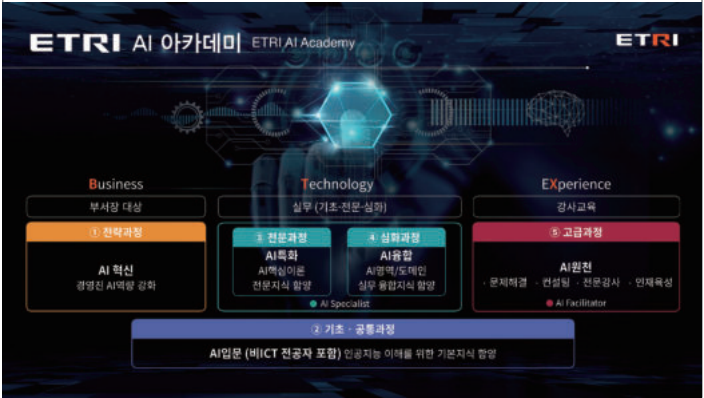 ETRI AI 아카데미 ETRI AI Academy
ETRI
Business
부서장 대상
① 전략과정
AI 혁신
경영진 AI역량 강화
Technology
실무 (기초·전문·심화)
③ 전문과정
AI특화
AI핵심이론
전문지식 함양
④ 심화과정
AI융합
AI영역/도메인
실무 융합지식 함양
AI Specialist
EXperience
강사교육
⑤ 고급과정
AI원천
· 문제해결 · 컨설팅 · 전문강사 · 인재육성
AI Facilitator
② 기초 · 공통과정
AI입문 (비ICT 전공자 포함) 인공지능 이해를 위한 기본지식 함양